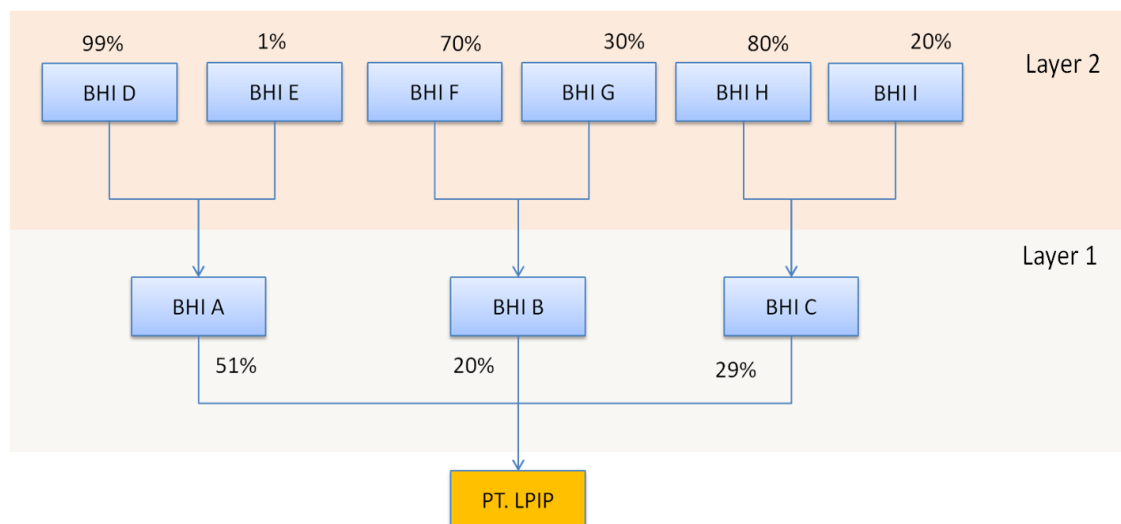 99% 1% 70% 30% 80% 20%
Layer 2
BHI D BHI E BHI F BHI G BHI H BHI I
Layer 1
BHI A BHI B BHI C
51% 20% 29%
PT. LPIP